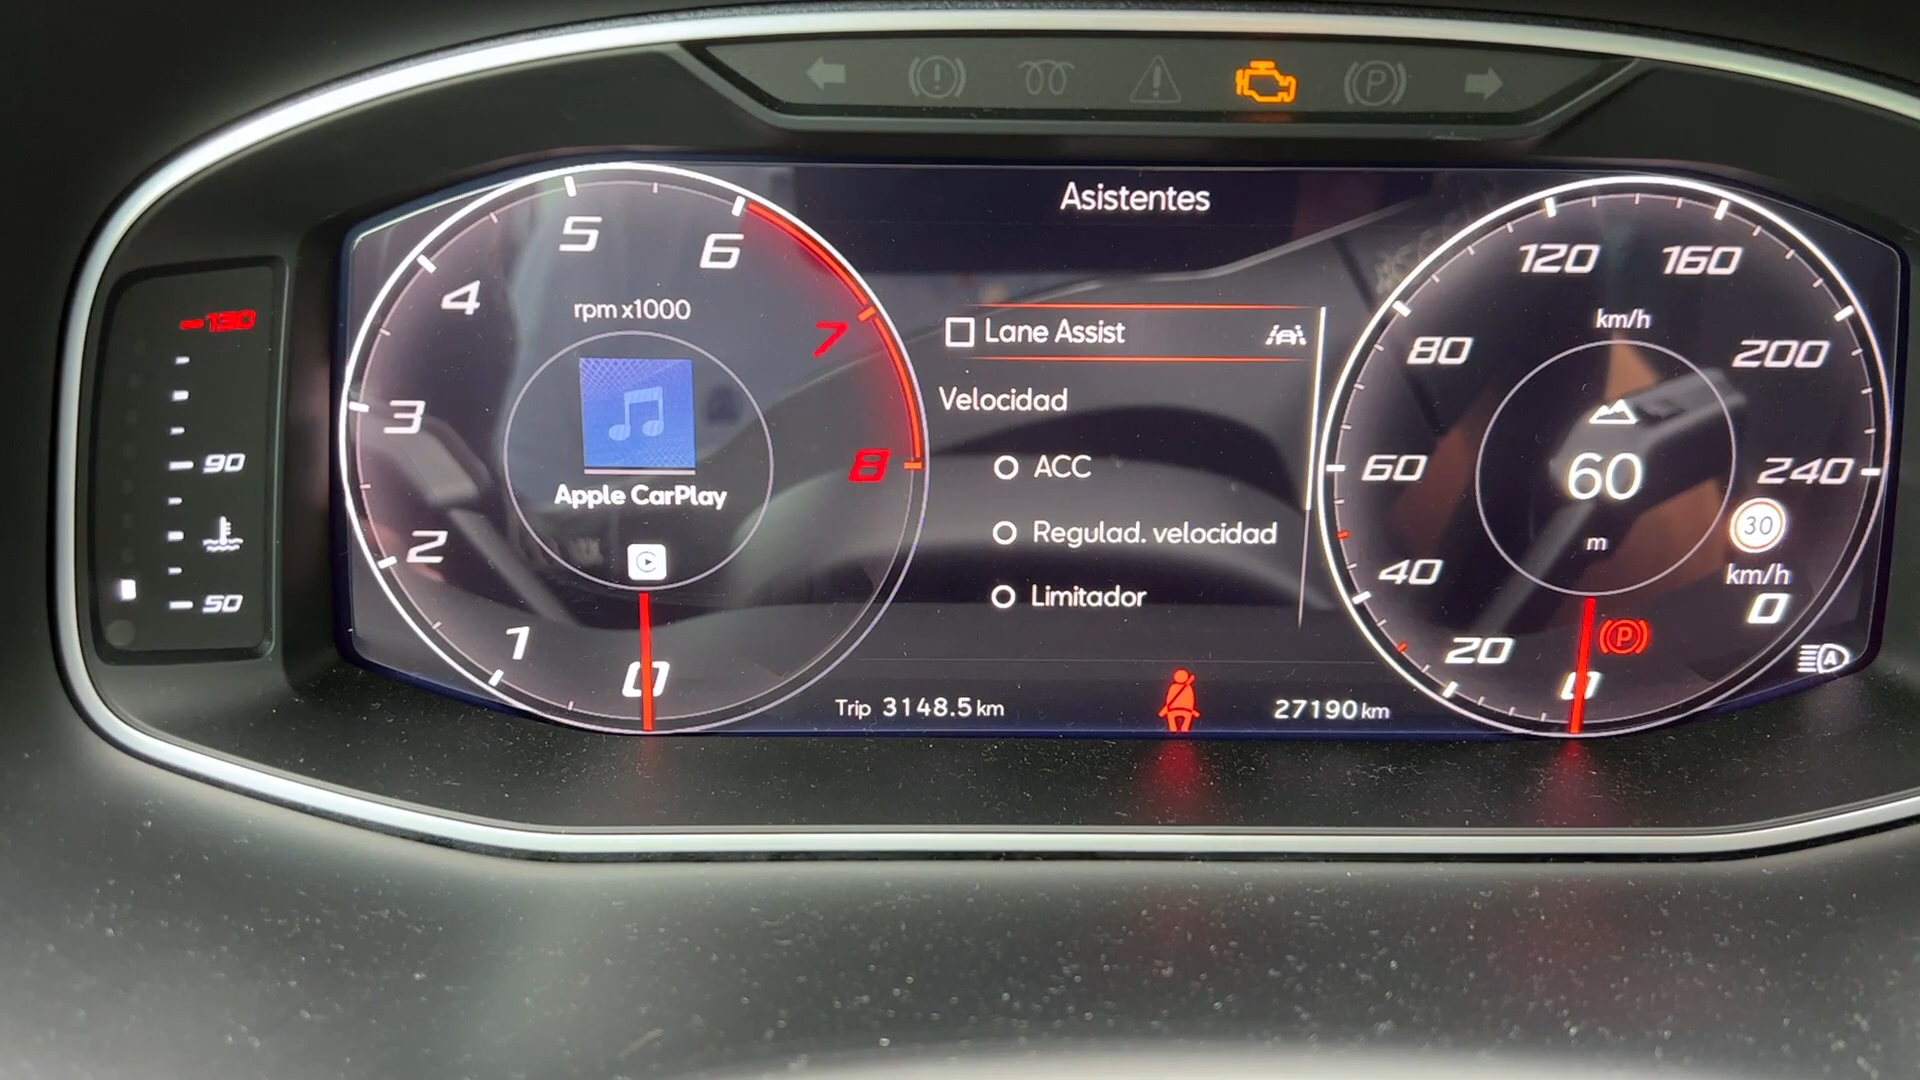 Asistentes
130
90
50
0
1
2
3
4
5
6
7
8
rpm x1000
Apple CarPlay
Lane Assist
Velocidad
ACC
Regulad. velocidad
Limitador
Trip 3148.5 km
27190 km
0
20
40
60
80
120
160
200
240
km/h
60
m
30
km/h
0
P
P
A